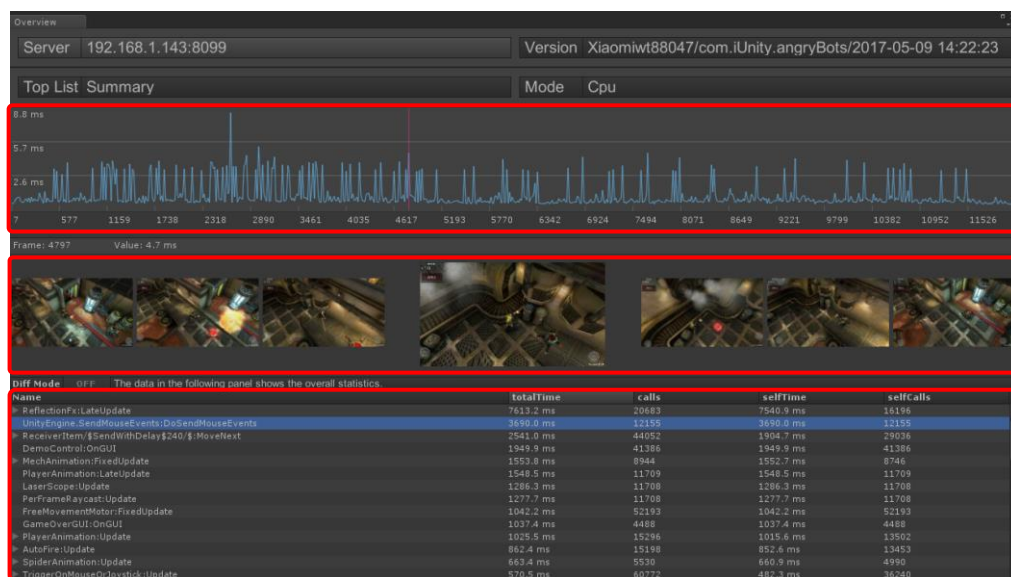 Overview
Server 192.168.1.143:8099 Version Xiaomiwt88047/com.iUnity.angryBots/2017-05-09 14:22:23
Top List Summary Mode Cpu
8.8 ms
5.7 ms
2.6 ms
7 577 1159 1738 2318 2890 3461 4035 4617 5193 5770 6342 6924 7494 8071 8649 9221 9799 10382 10952 11526
Frame: 4797 Value: 4.7 ms
Diff Mode OFF The data in the following panel shows the overall statistics.
Name totalTime calls selfTime selfCalls
ReflectionFx:LateUpdate 7613.2 ms 20683 7540.9 ms 16196
UnityEngine.SendMouseEvents:DoSendMouseEvents 3690.0 ms 12155 3690.0 ms 12155
ReceiverItem/$SendWithDelay$240/$:MoveNext 2541.0 ms 44052 1904.7 ms 29036
DemoControl:OnGUI 1949.9 ms 41386 1949.9 ms 41386
MechAnimation:FixedUpdate 1553.8 ms 8944 1552.7 ms 8746
PlayerAnimation:LateUpdate 1548.5 ms 11709 1548.5 ms 11709
LaserScope:Update 1286.3 ms 11708 1286.3 ms 11708
PerFrameRaycast:Update 1277.7 ms 11708 1277.7 ms 11708
FreeMovementMotor:FixedUpdate 1042.2 ms 52193 1042.2 ms 52193
GameOverGUI:OnGUI 1037.4 ms 4488 1037.4 ms 4488
PlayerAnimation:Update 1025.5 ms 15296 1015.6 ms 13502
AutoFire:Update 862.4 ms 15198 852.6 ms 13453
SpiderAnimation:Update 663.4 ms 5530 660.9 ms 4990
TriggerOnMouseOrJoystick:Update 570.5 ms 60772 482.3 ms 36240